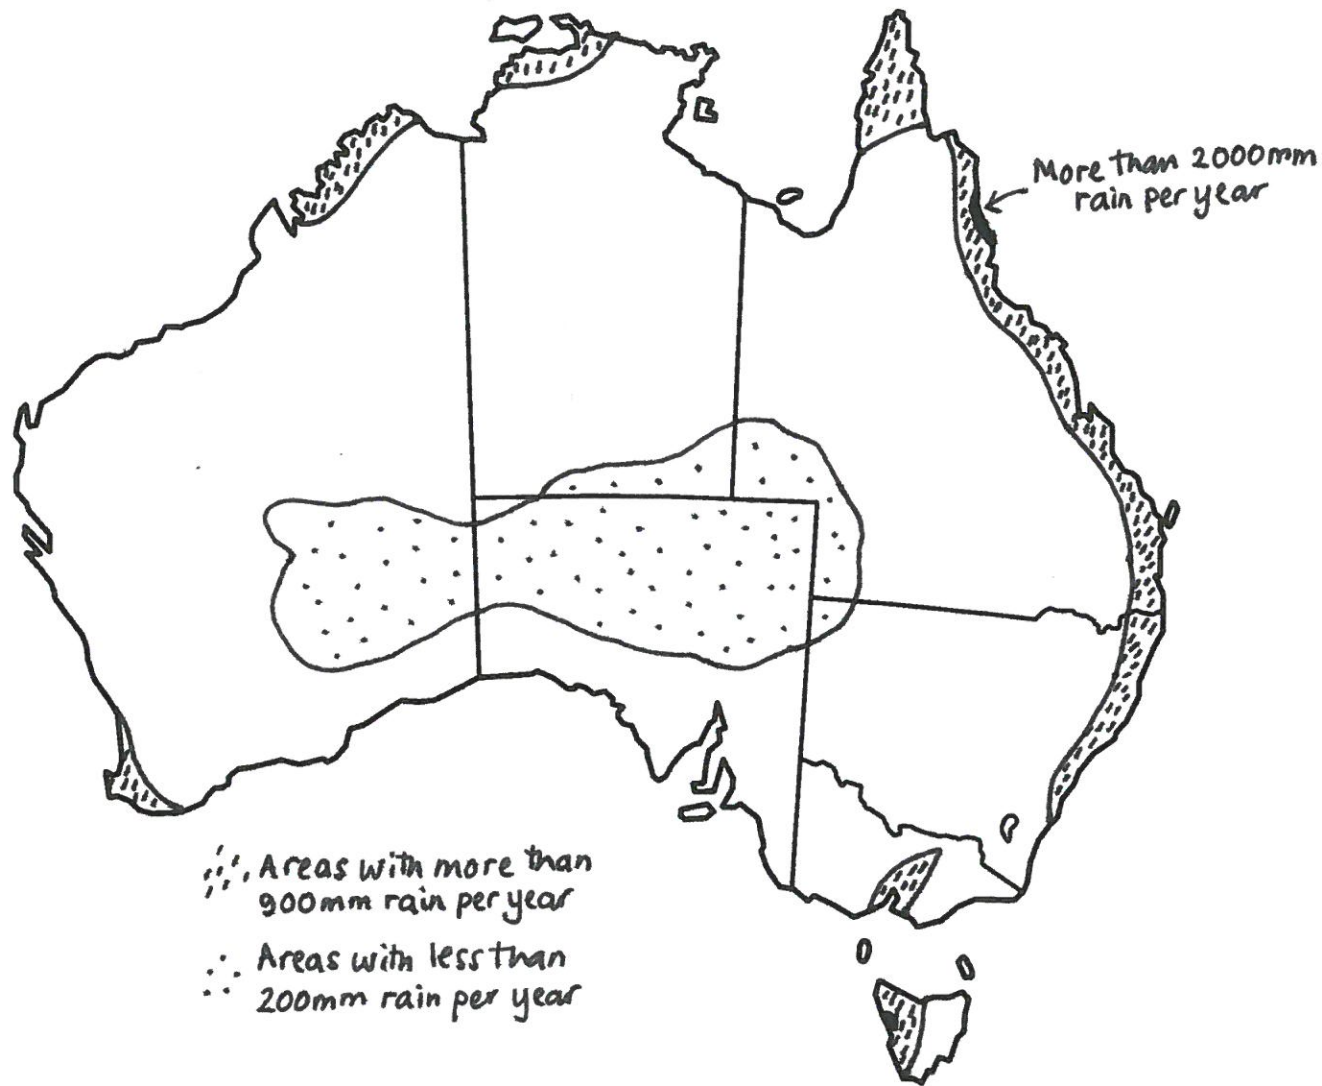 More than 2000mm
rain per year
Areas with more than
900mm rain per year
Areas with less than
200mm rain per year